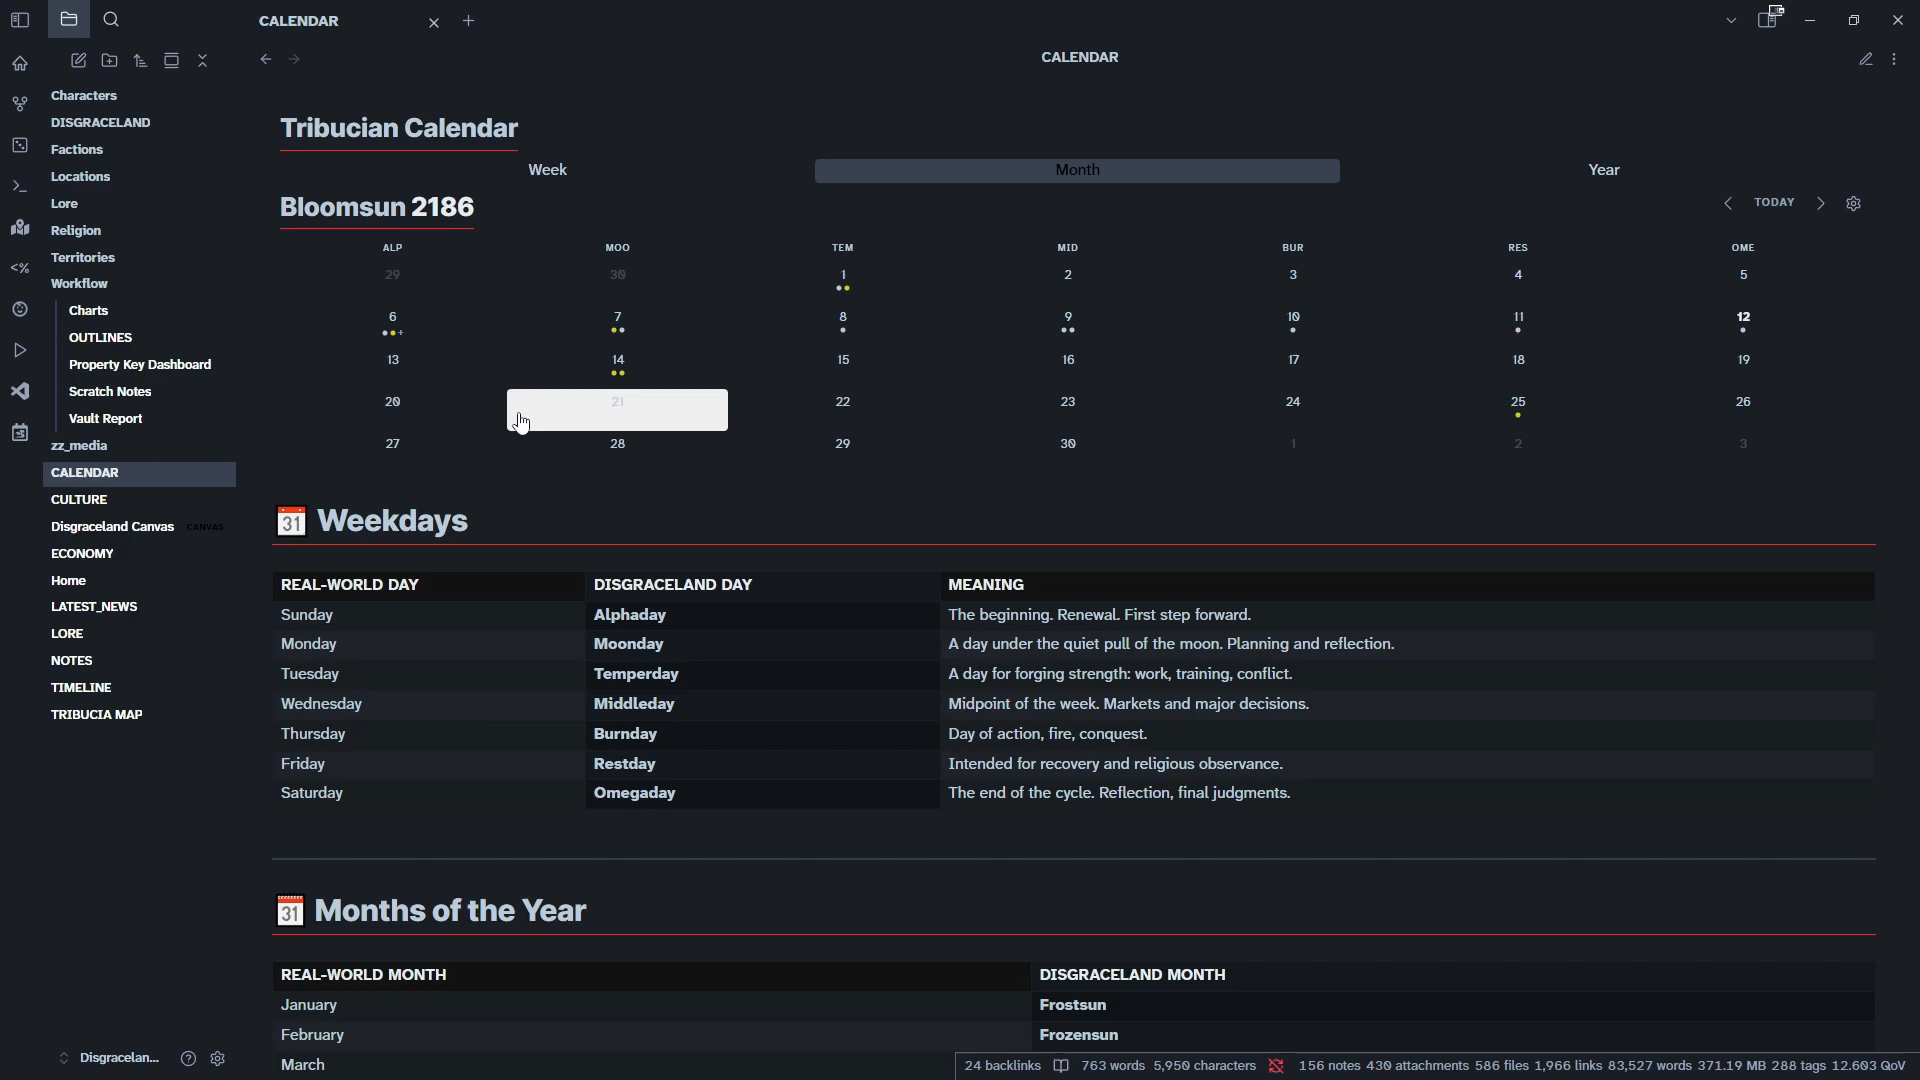 CALENDAR
CALENDAR
Characters
DISGRACELAND
Factions
Locations
Lore
Religion
Territories
Workflow
Charts
OUTLINES
Property Key Dashboard
Scratch Notes
Vault Report
zz_media
CALENDAR
CULTURE
Disgraceland Canvas CANVAS
ECONOMY
Home
LATEST_NEWS
LORE
NOTES
TIMELINE
TRIBUCIA MAP
Disgracelan...
Tribucian Calendar
Week Month Year
Bloomsun 2186
TODAY
ALP MOO TEM MID BUR RES OME
29 30 1 2 3 4 5
6 7 8 9 10 11 12
+
13 14 15 16 17 18 19
20 21 22 23 24 25 26
27 28 29 30 1 2 3
31 Weekdays
REAL-WORLD DAY DISGRACELAND DAY MEANING
Sunday Alphaday The beginning. Renewal. First step forward.
Monday Moonday A day under the quiet pull of the moon. Planning and reflection.
Tuesday Temperday A day for forging strength: work, training, conflict.
Wednesday Middleday Midpoint of the week. Markets and major decisions.
Thursday Burnday Day of action, fire, conquest.
Friday Restday Intended for recovery and religious observance.
Saturday Omegaday The end of the cycle. Reflection, final judgments.
31 Months of the Year
REAL-WORLD MONTH DISGRACELAND MONTH
January Frostsun
February Frozensun
March
24 backlinks 763 words 5,950 characters 156 notes 430 attachments 586 files 1,966 links 83,527 words 371.19 MB 288 tags 12.603 QoV